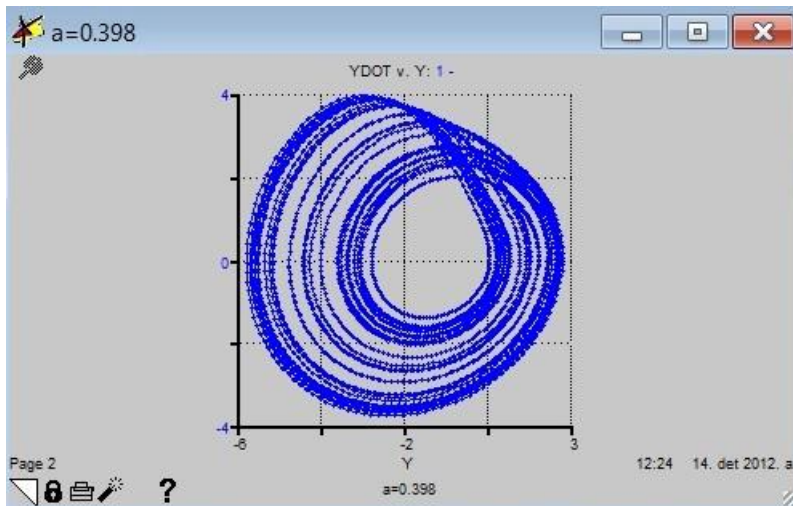 a=0.398
YDOT v. Y: 1 -
4
0
-4
-6 -2 3
Y
Page 2 12:24 14. det 2012. a
? a=0.398